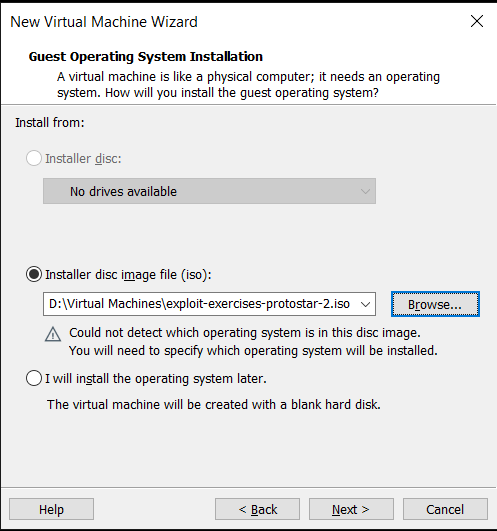 New Virtual Machine Wizard
Guest Operating System Installation
A virtual machine is like a physical computer; it needs an operating
system. How will you install the guest operating system?
Install from:
Installer disc:
No drives available
Installer disc image file (iso):
D:\Virtual Machines\exploit-exercises-protostar-2.iso
Browse...
Could not detect which operating system is in this disc image.
You will need to specify which operating system will be installed.
I will install the operating system later.
The virtual machine will be created with a blank hard disk.
Help
< Back
Next >
Cancel